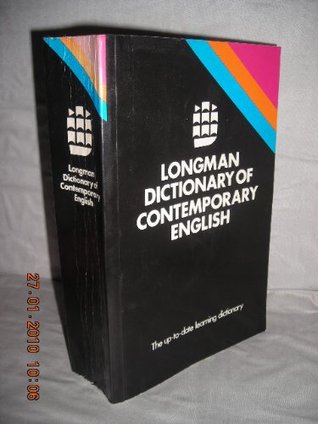 Longman
Dictionary of
Contemporary
English
LONGMAN
DICTIONARY OF
CONTEMPORARY
ENGLISH
The up-to-date learning dictionary
27.01.2010 10:06